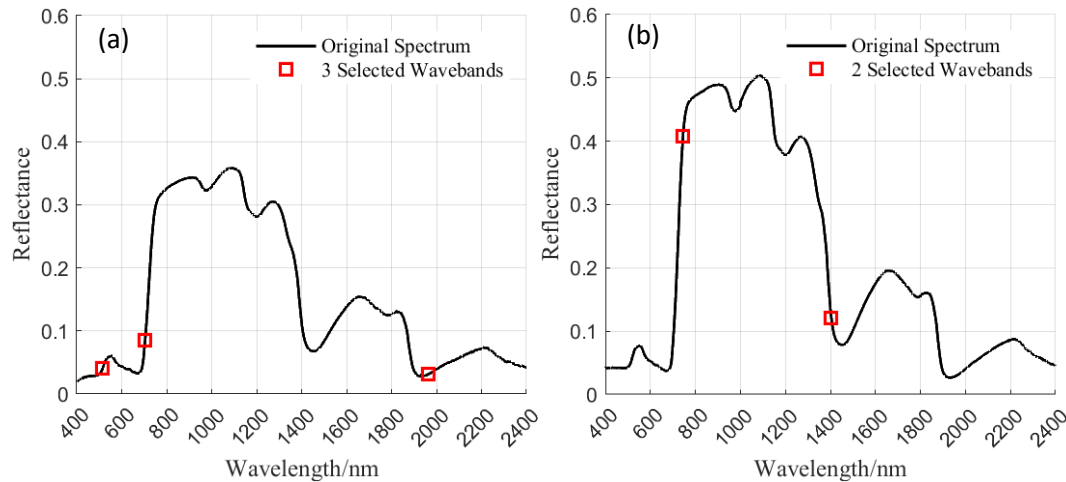 (a)
Original Spectrum
3 Selected Wavebands
0.6
0.5
0.4
0.3
0.2
0.1
0
Reflectance
400 600 800 1000 1200 1400 1600 1800 2000 2200 2400
Wavelength/nm
(b)
Original Spectrum
2 Selected Wavebands
0.6
0.5
0.4
0.3
0.2
0.1
0
Reflectance
400 600 800 1000 1200 1400 1600 1800 2000 2200 2400
Wavelength/nm